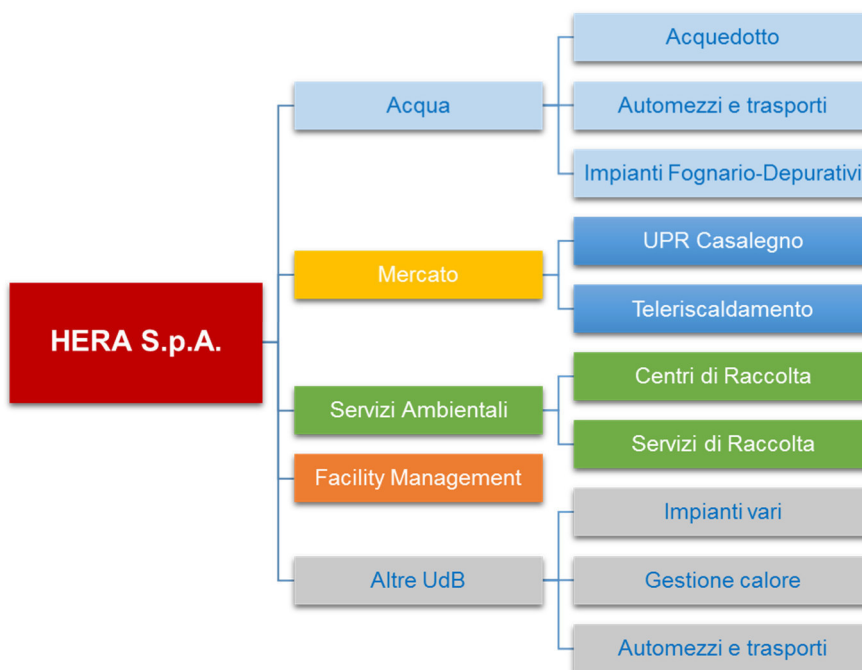 HERA S.p.A.
Acqua
Acquedotto
Automezzi e trasporti
Impianti Fognario-Depurativi
Mercato
UPR Casalegno
Teleriscaldamento
Servizi Ambientali
Centri di Raccolta
Servizi di Raccolta
Facility Management
Altre UdB
Impianti vari
Gestione calore
Automezzi e trasporti